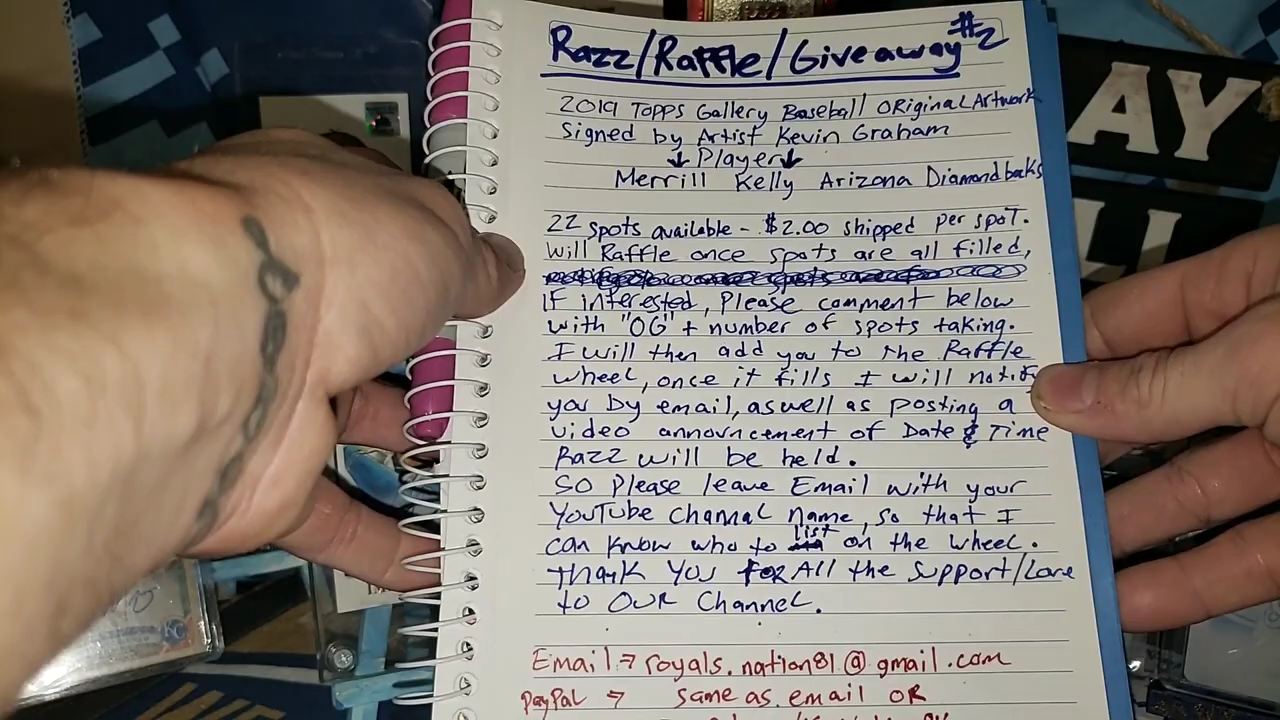 Razz/Raffle/Giveaway #2
2019 Topps Gallery Baseball ORiginal Artwork
Signed by Artist Kevin Graham
↓ Player ↓
Merrill Kelly Arizona Diamondbacks
22 spots available - $2.00 shipped per spot.
Will Raffle once spots are all filled,
IF interested, Please comment below
with "OG" + number of spots taking.
I will then add you to the Raffle
wheel, once it fills I will notify
you by email, aswell as posting a
video announcement of Date & Time
Razz will be held.
SO Please leave Email with your
YouTube Channal Name, so that I
can know who to list on the wheel.
Thank You FOR All the support/Love
to OUR Channel.
Email → royals.nation81@gmail.com
PayPal → same as email OR
AY